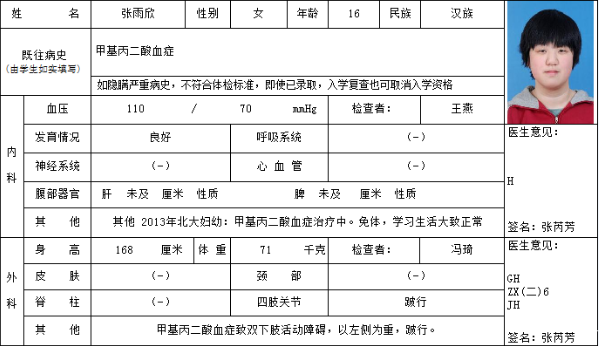 姓 名 张雨欣 性别 女 年龄 16 民族 汉族
既往病史
(由学生如实填写)
甲基丙二酸血症
如隐瞒严重病史，不符合体检标准，即使已录取，入学复查也可取消入学资格
内科
血压 110 / 70 mmHg 检查者： 王燕
发育情况 良好 呼吸系统 (-)
神经系统 (-) 心 血 管 (-)
腹部器官 肝 未及 厘米 性质 脾 未及 厘米 性质
其 他 其他 2013年北大妇幼：甲基丙二酸血症治疗中。免体，学习生活大致正常
医生意见：
H
签名：张芮芳
外科
身 高 168 厘米 体 重 71 千克 检查者： 冯琦
皮 肤 (-) 颈 部 (-)
脊 柱 (-) 四肢关节 跛行
其 他 甲基丙二酸血症致双下肢活动障碍，以左侧为重，跛行。
医生意见：
GH
ZX(二)6
JH
签名：张芮芳